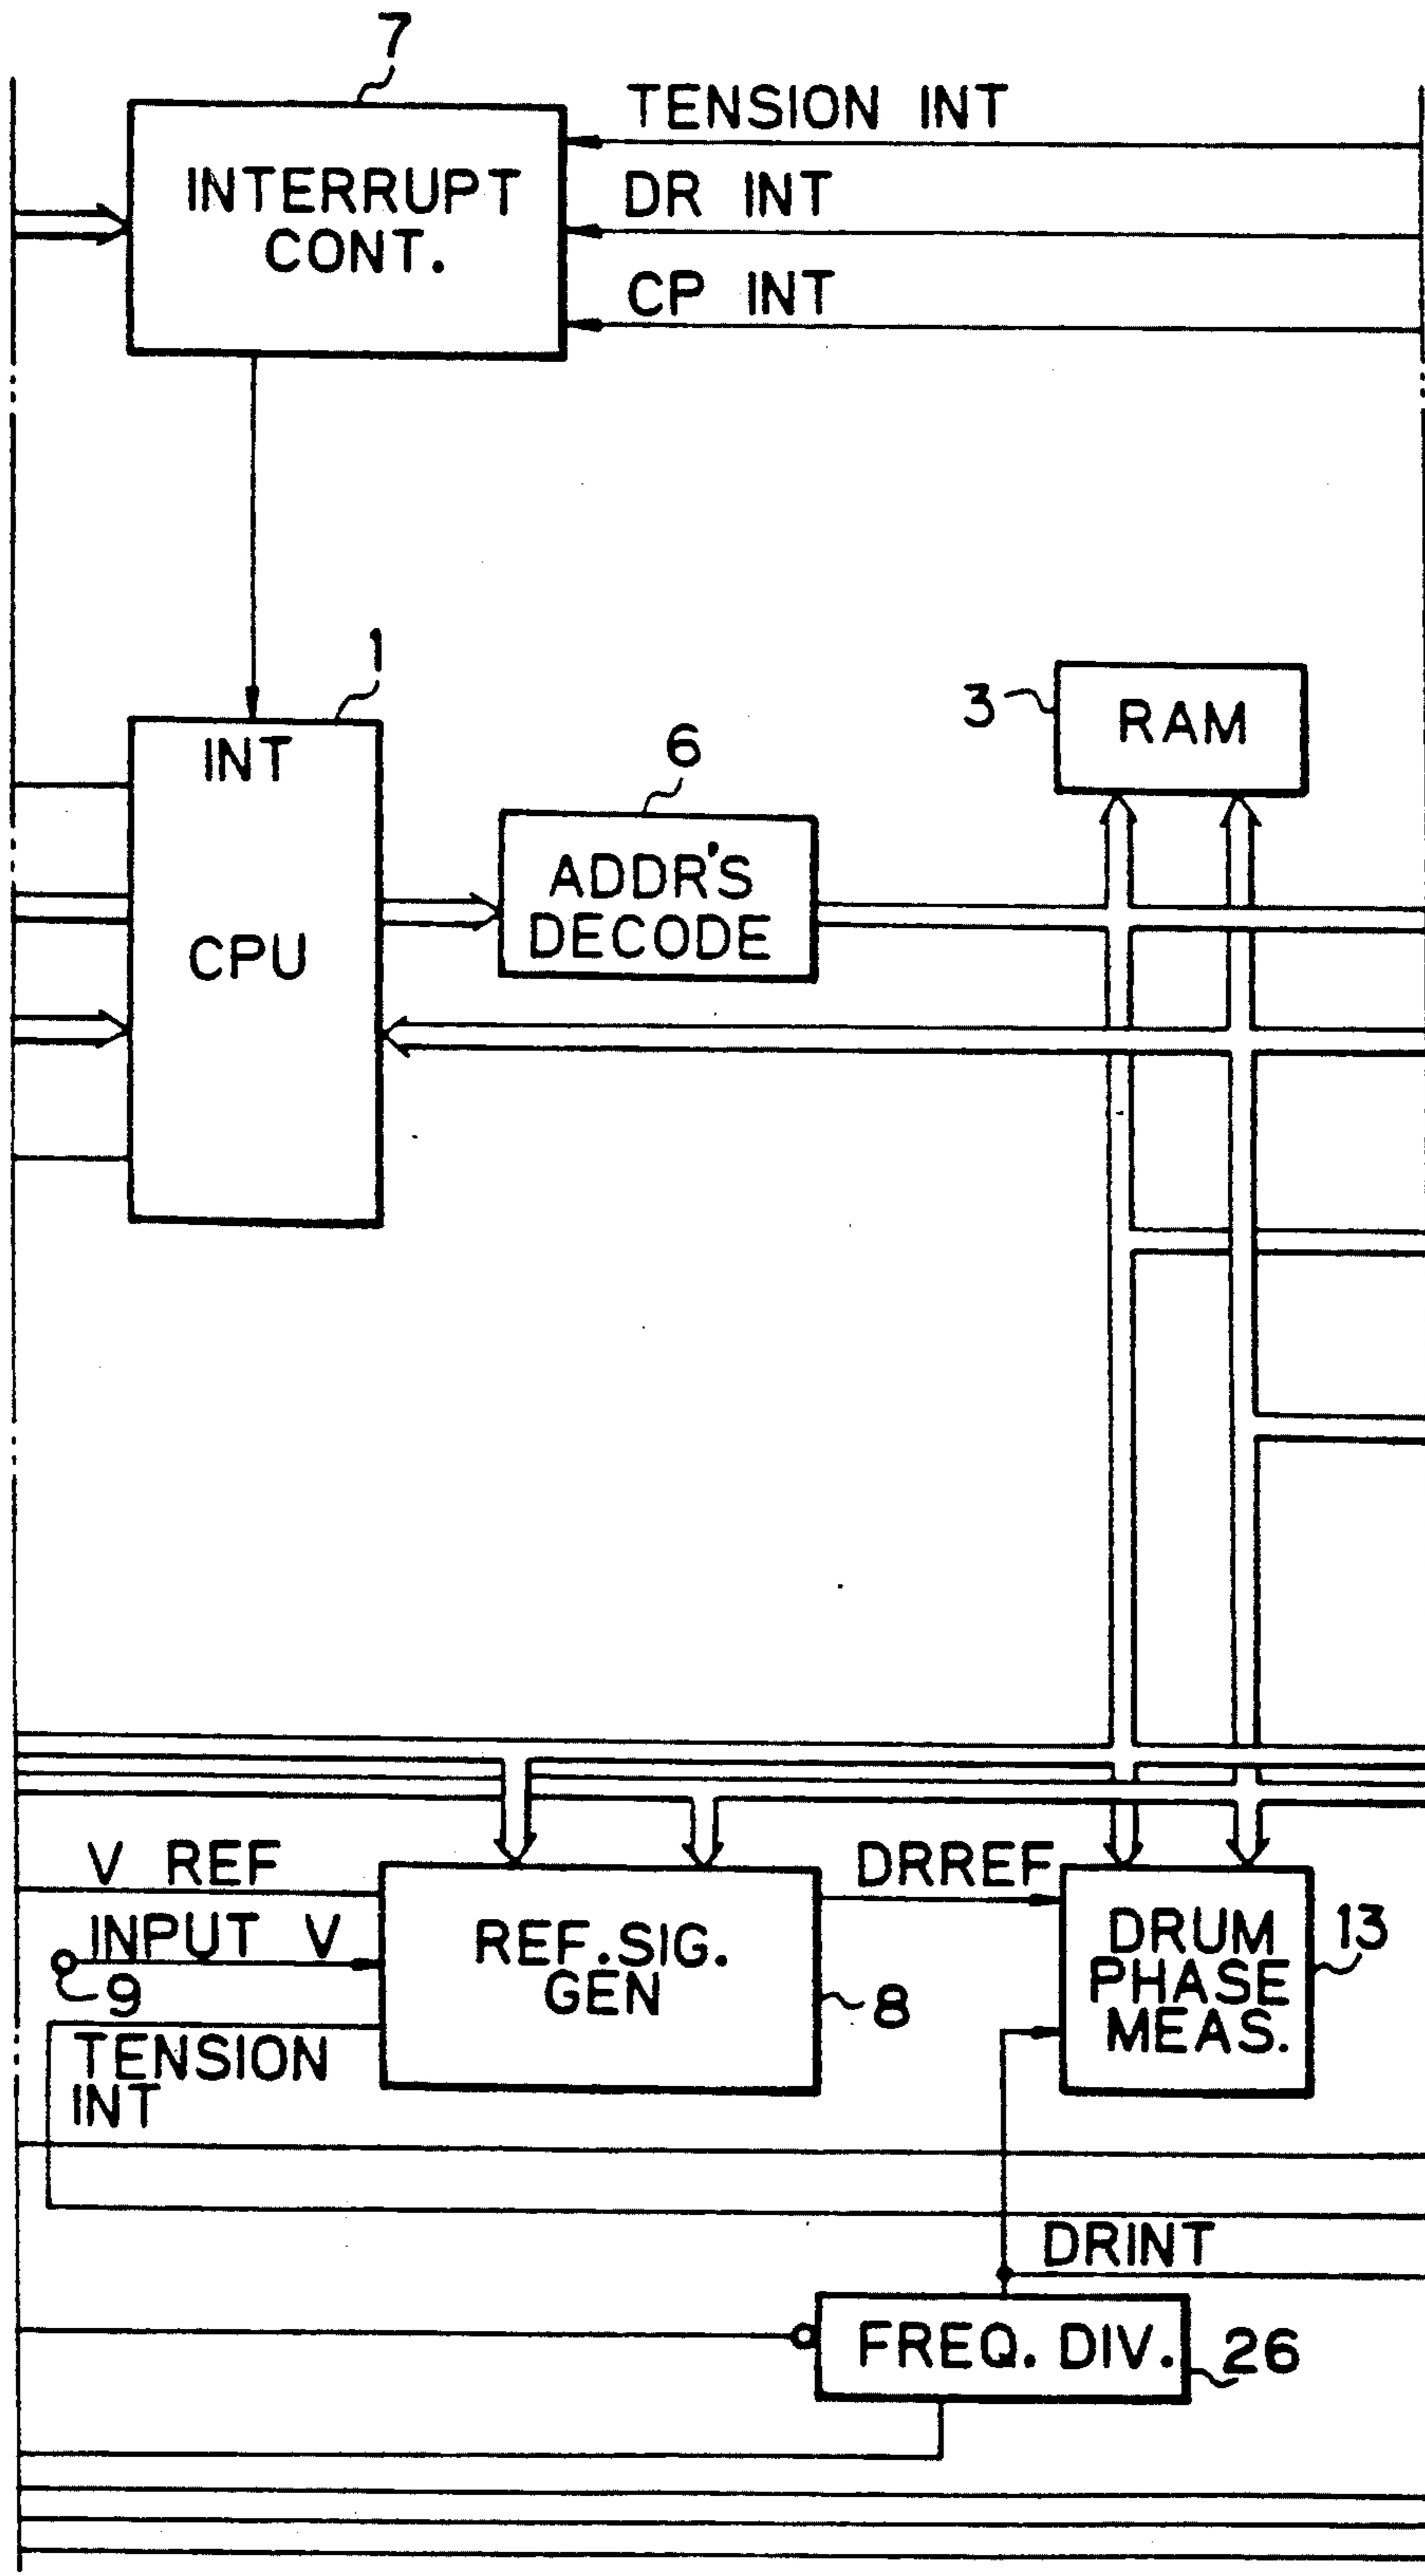 7
TENSION INT
INTERRUPT
CONT.
DR INT
CP INT
1
INT
CPU
6
ADDR'S
DECODE
3
RAM
V REF
INPUT V
9
TENSION
INT
REF.SIG.
GEN
8
DRREF
DRUM
PHASE
MEAS.
13
DRINT
FREQ. DIV.
26